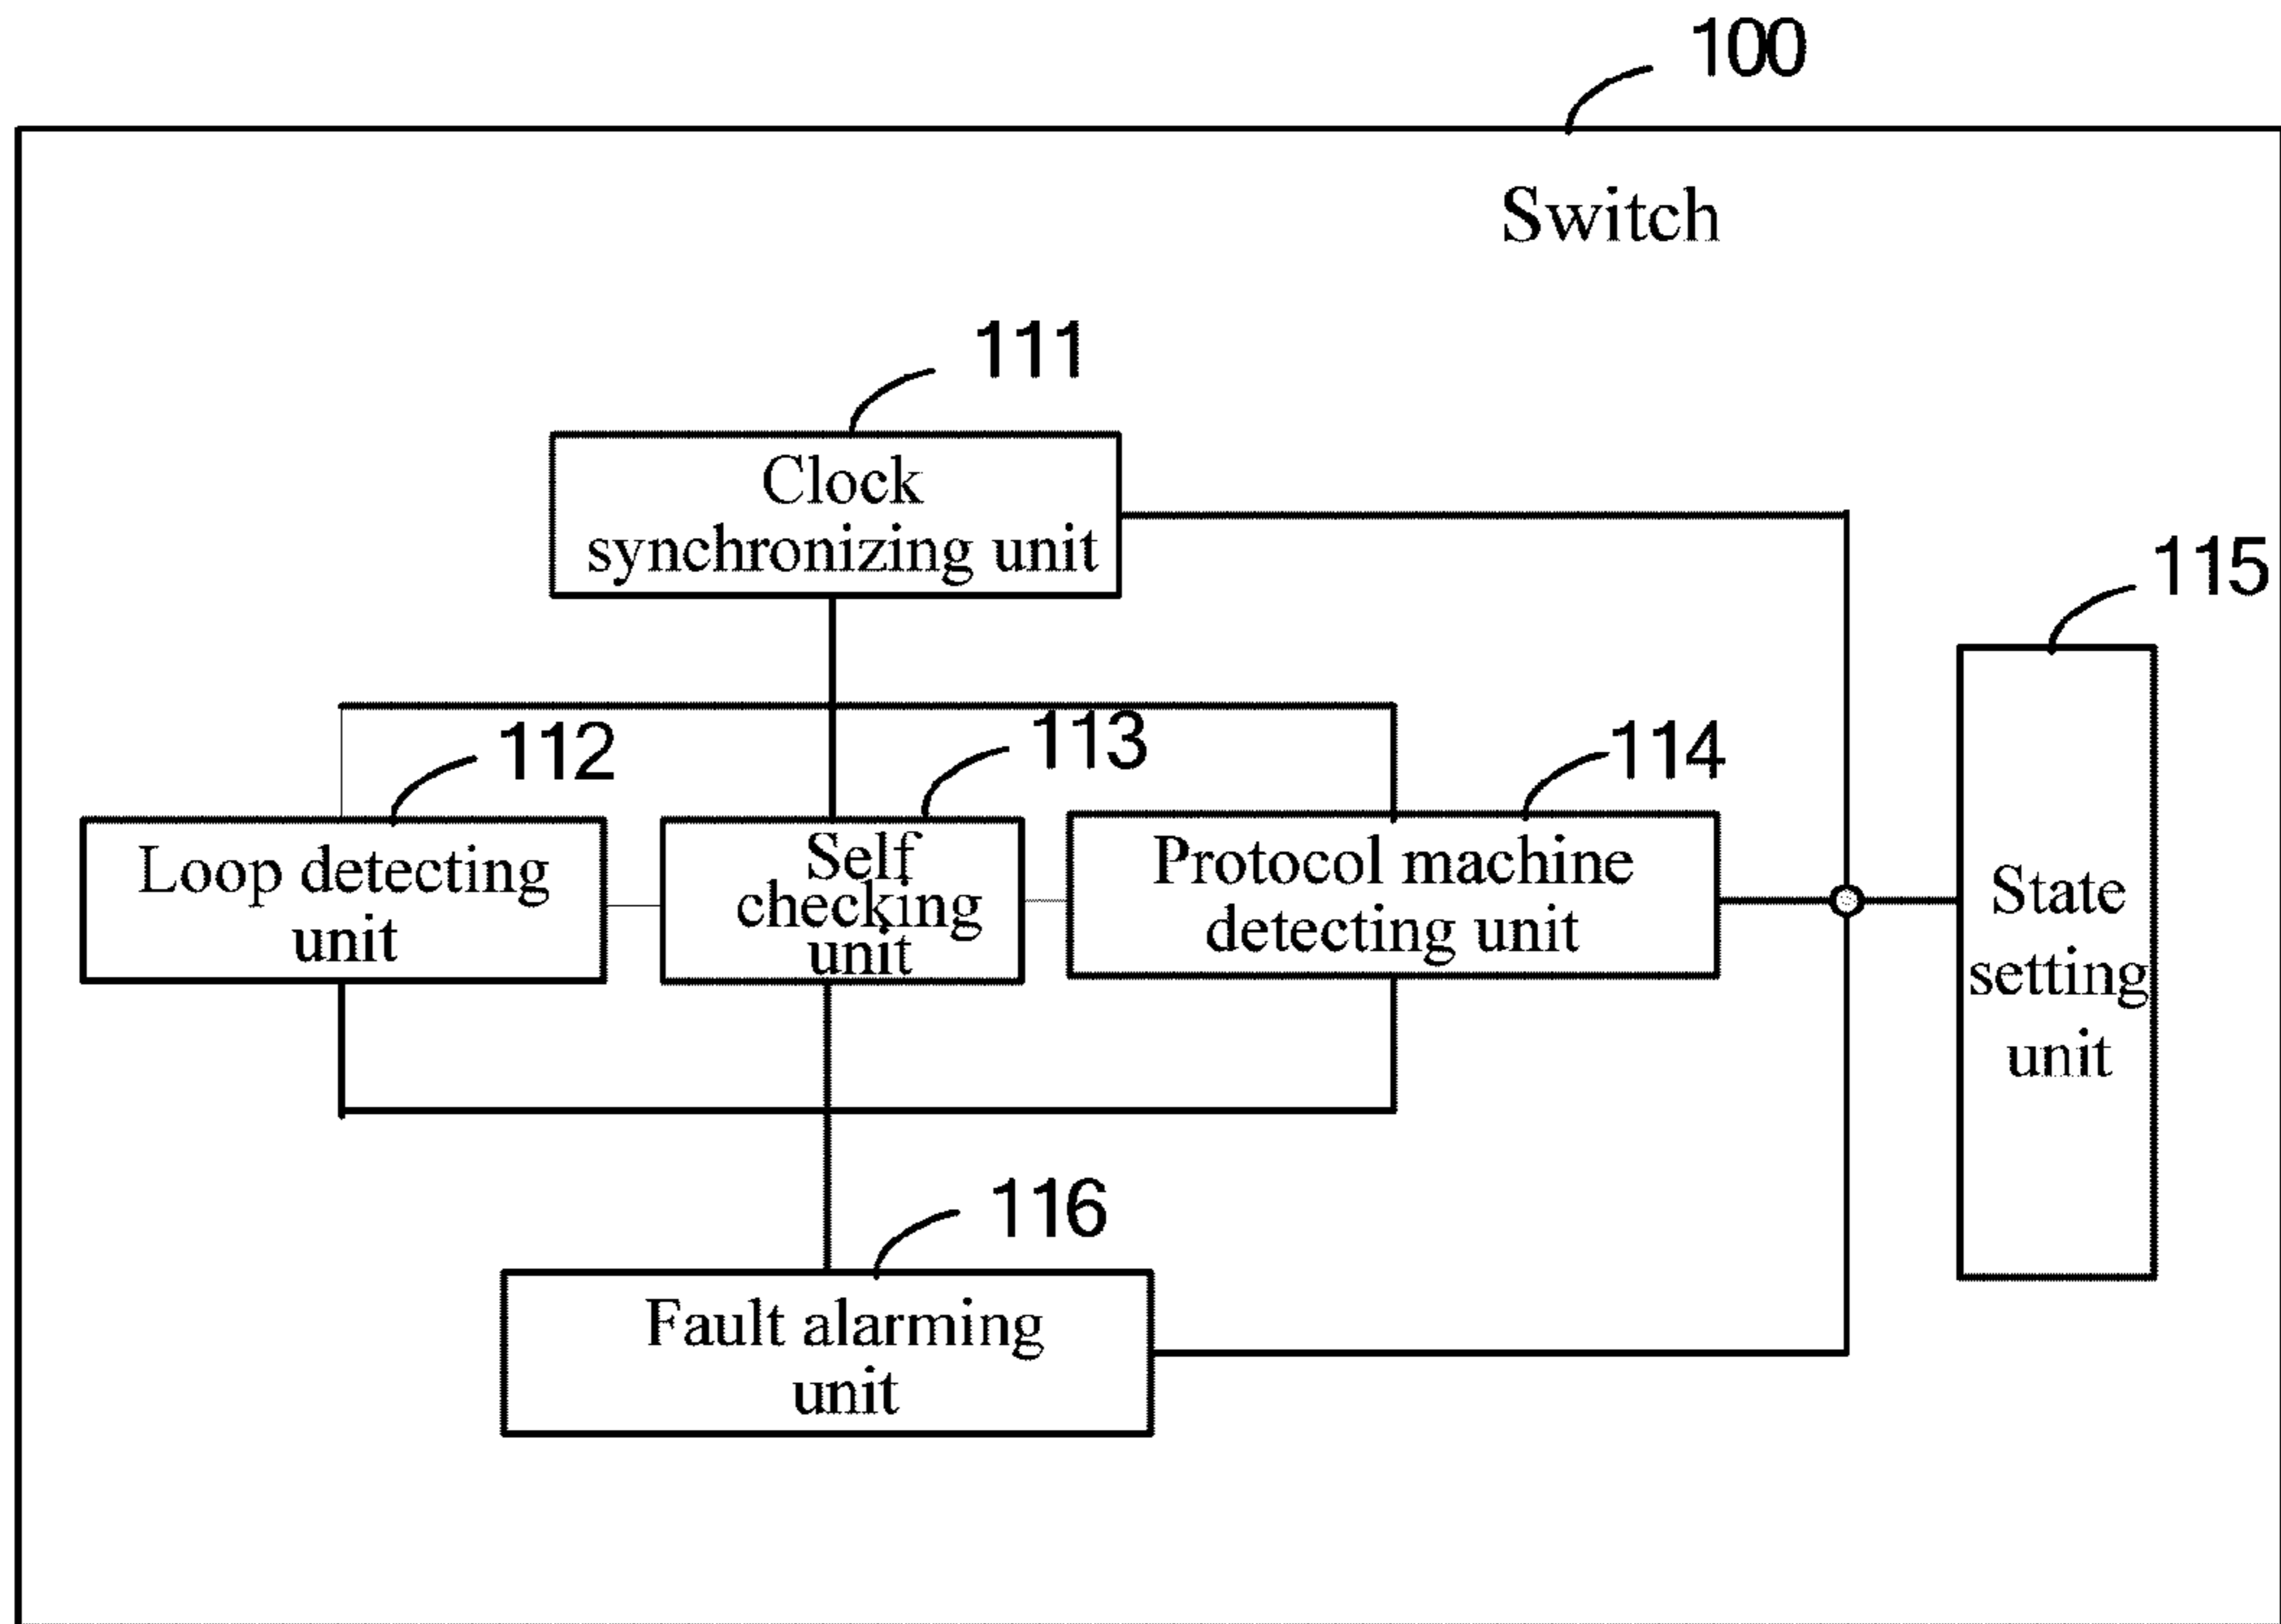 100
Switch
111
Clock
synchronizing unit
115
112
113
114
Loop detecting
unit
Self
checking
unit
Protocol machine
detecting unit
State
setting
unit
116
Fault alarming
unit